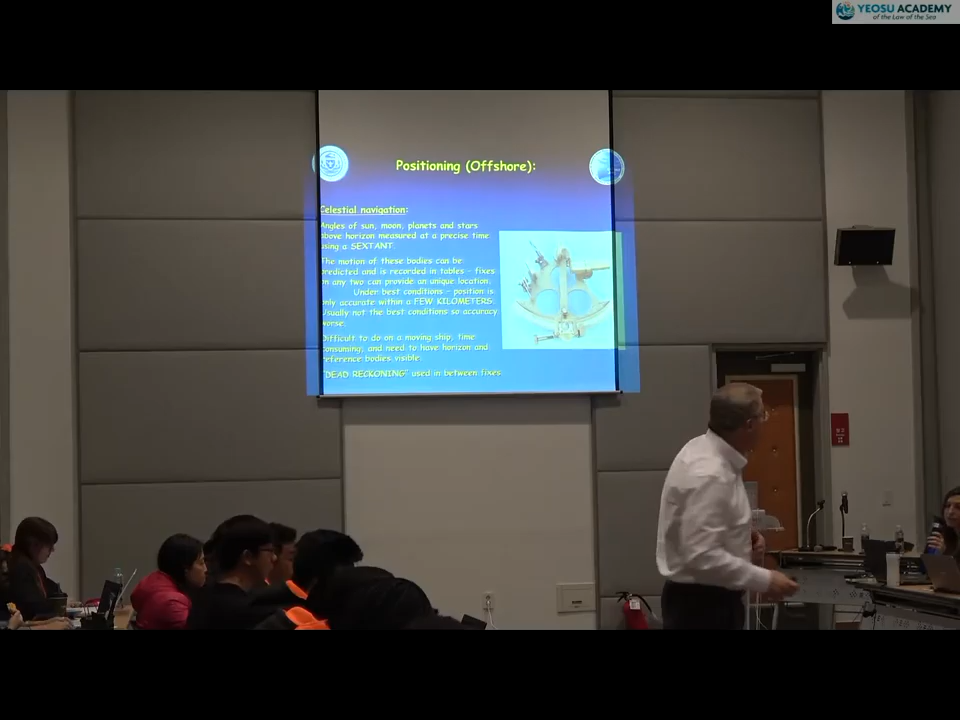 YEOSU ACADEMY
of the Law of the Sea
Positioning (Offshore):
Celestial navigation:
Angles of sun, moon, planets and stars
above horizon measured at a precise time
using a SEXTANT.
The motion of these bodies can be
predicted and is recorded in tables - fixes
on any two can provide an unique location.
Under best conditions - position is
only accurate within a FEW KILOMETERS.
Usually not the best conditions so accuracy
worse.
Difficult to do on a moving ship, time
consuming, and need to have horizon and
reference bodies visible.
"DEAD RECKONING" used in between fixes